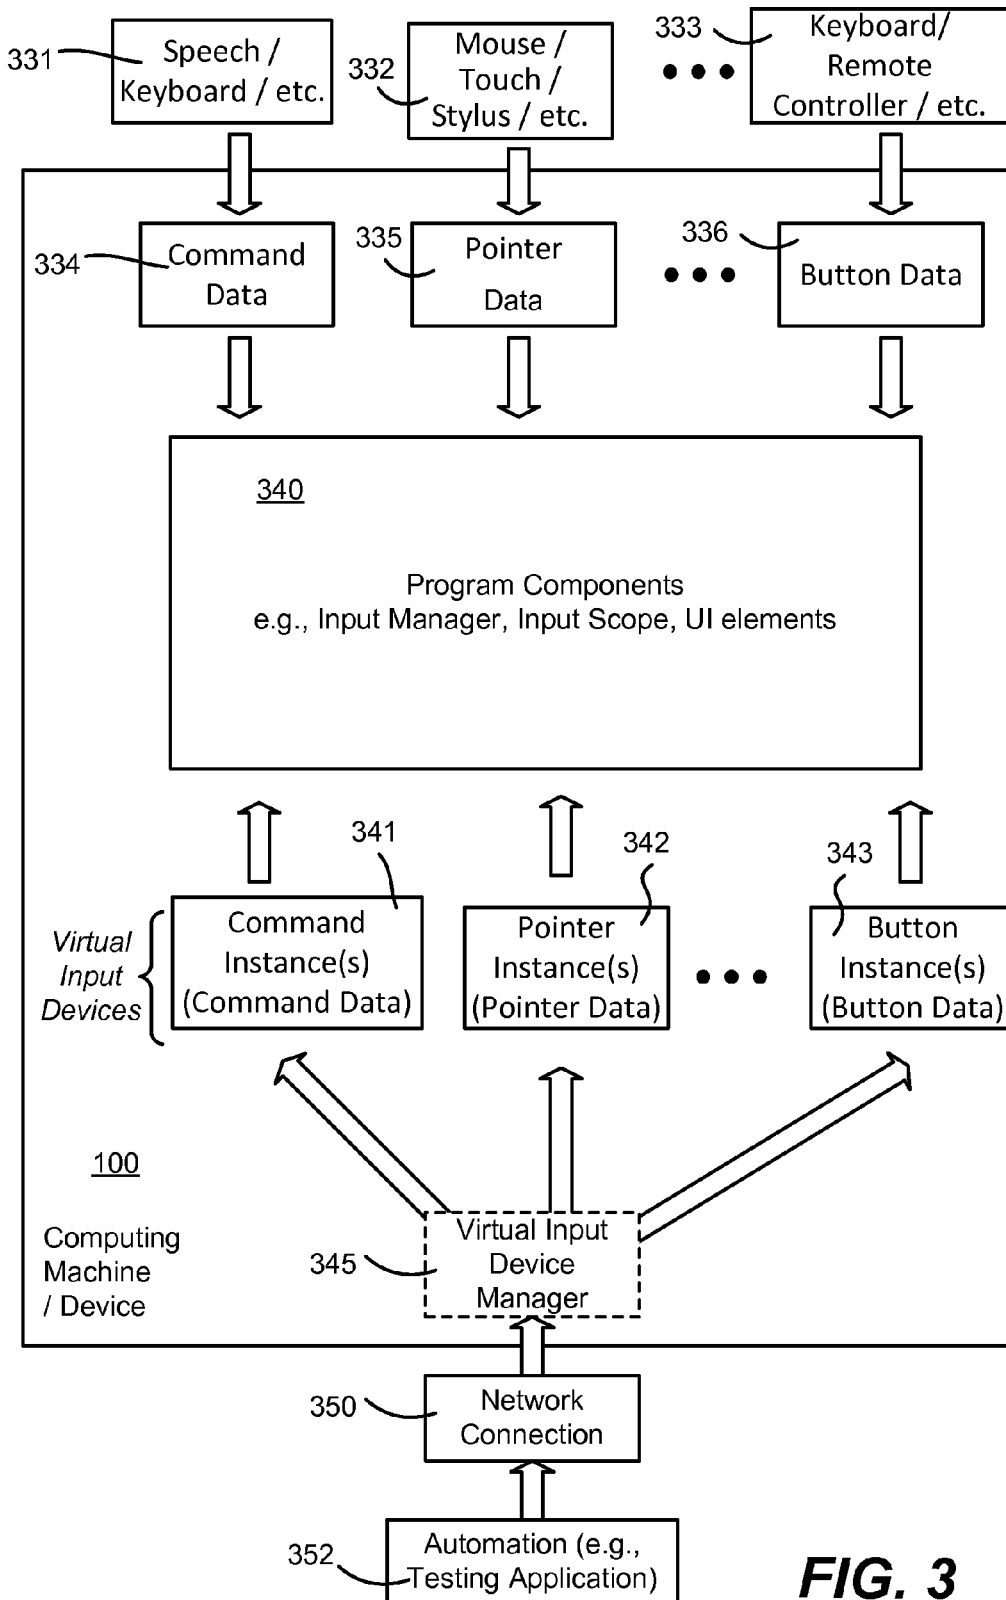 331
Speech /
Keyboard / etc.
332
Mouse /
Touch /
Stylus / etc.
333
Keyboard/
Remote
Controller / etc.
334
Command
Data
335
Pointer
Data
336
Button Data
340
Program Components
e.g., Input Manager, Input Scope, UI elements
341
342
343
Virtual
Input
Devices
Command
Instance(s)
(Command Data)
Pointer
Instance(s)
(Pointer Data)
Button
Instance(s)
(Button Data)
100
Computing
Machine
/ Device
345
Virtual Input
Device
Manager
350
Network
Connection
352
Automation (e.g.,
Testing Application)
FIG. 3